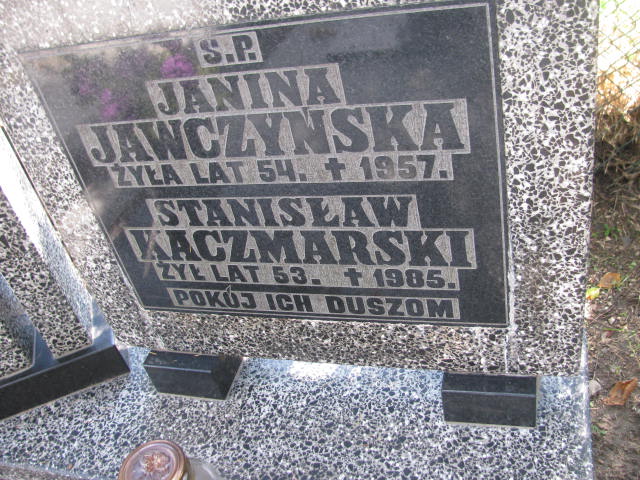 Ś.P.
JANINA
JAWCZYŃSKA
ŻYŁA LAT 54. ✝ 1957.
STANISŁAW
KACZMARSKI
ŻYŁ LAT 53. ✝ 1985.
POKÓJ ICH DUSZOM